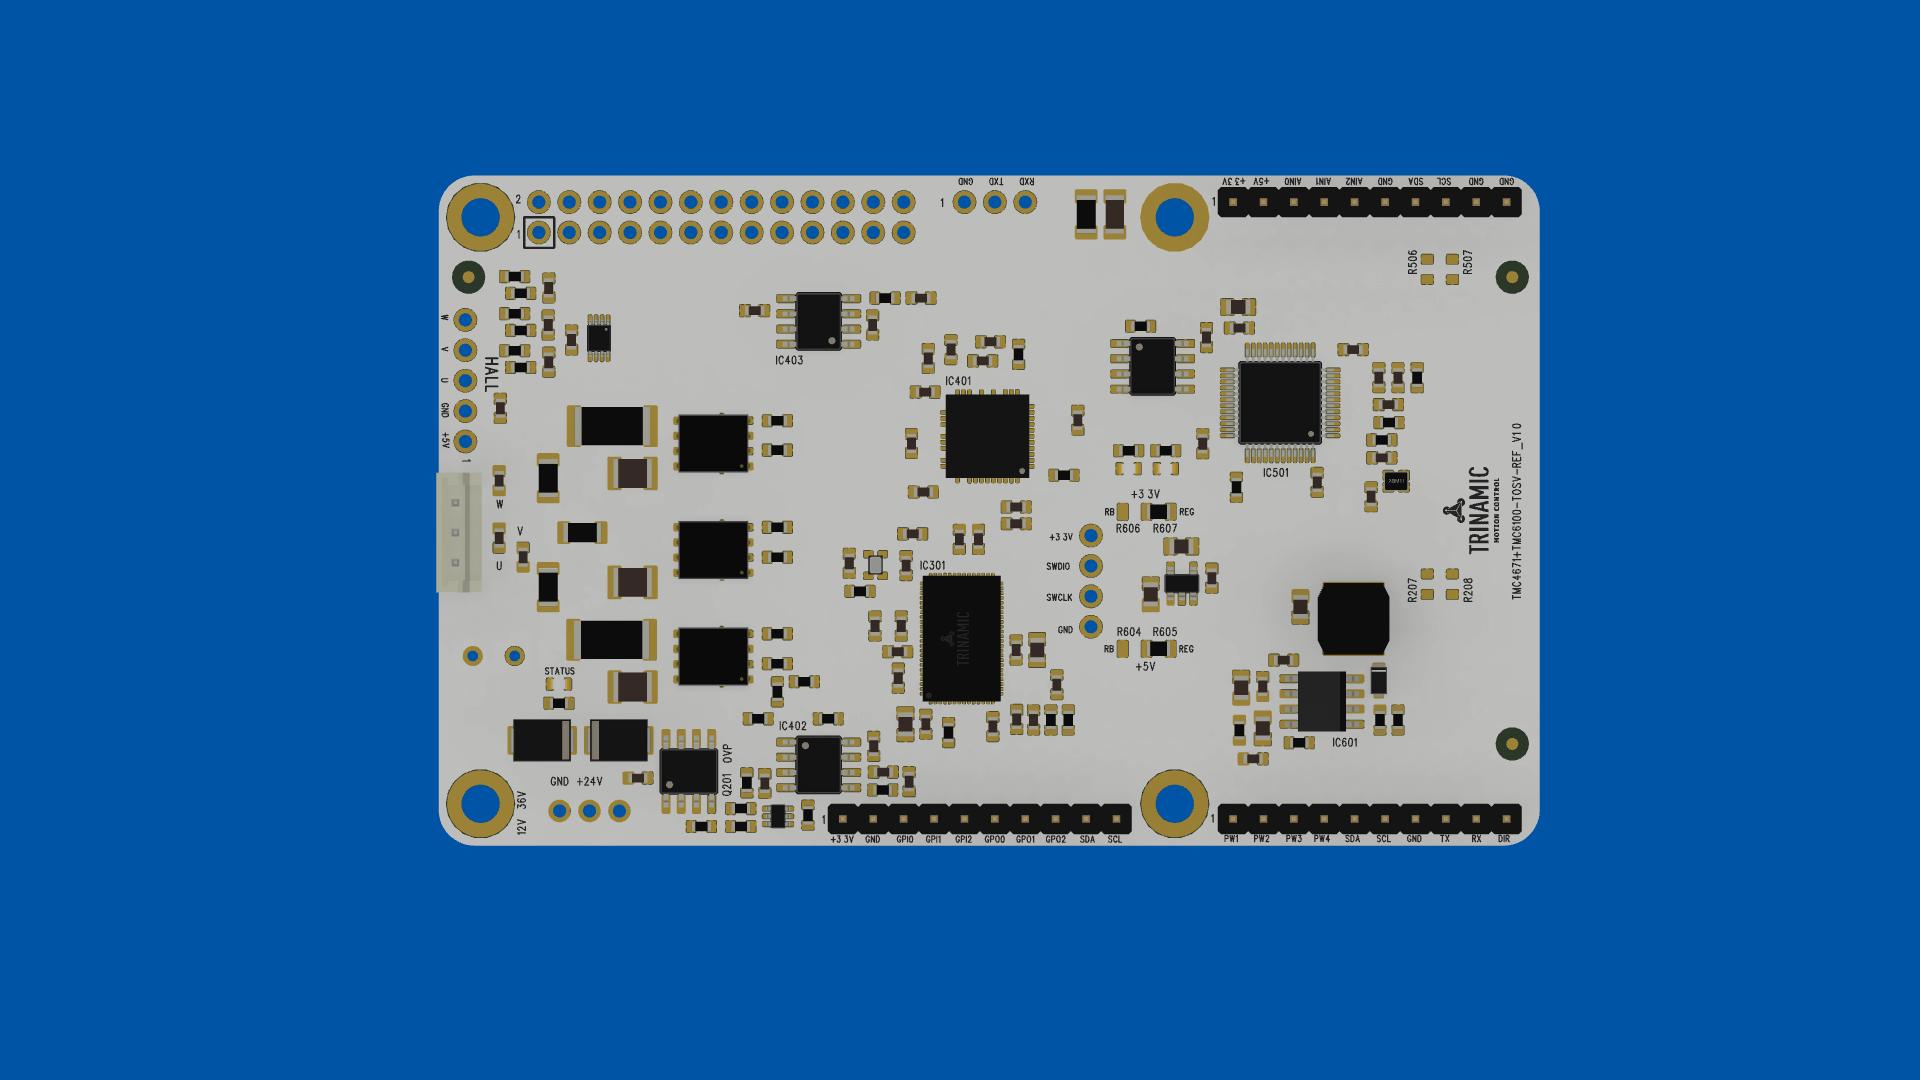 2
1
1
GND
TXD
RXD
1
+3 3V
+5V
AIN0
AIN1
AIN2
GND
SDA
SCL
GND
GND
R506
R507
W
V
U
GND
+5V
1
HALL
IC403
IC401
IC501
W
V
U
+3 3V
RB
REG
R606
R607
+3 3V
SWDIO
SWCLK
GND
IC301
TRINAMIC
TRINAMIC
MOTION CONTROL
TMC4671+TMC6100-TOSV-REF_V10
R207
R208
R604
R605
RB
REG
+5V
STATUS
IC402
IC601
GND
+24V
Q201
OVP
12V
36V
1
+3 3V
GND
GPI0
GPI1
GPI2
GPO0
GPO1
GPO2
SDA
SCL
1
PW1
PW2
PW3
PW4
SDA
SCL
GND
TX
RX
DIR